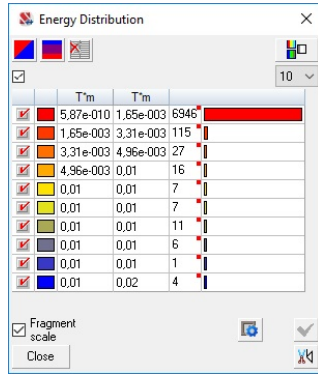 Energy Distribution
10
T*m T*m
5,87e-010 1,65e-003 6946
1,65e-003 3,31e-003 115
3,31e-003 4,96e-003 27
4,96e-003 0,01 16
0,01 0,01 7
0,01 0,01 7
0,01 0,01 11
0,01 0,01 6
0,01 0,01 1
0,01 0,02 4
Fragment
scale
Close